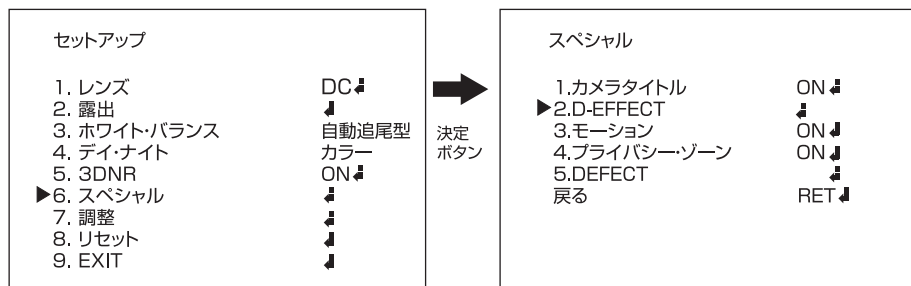 セットアップ
1. レンズ DC↲
2. 露出 ↲
3. ホワイト・バランス 自動追尾型
4. デイ・ナイト カラー
5. 3DNR ON↲
▶6. スペシャル ↲
7. 調整 ↲
8. リセット ↲
9. EXIT ↲
決定
ボタン
スペシャル
1.カメラタイトル ON↲
▶2.D-EFFECT ↲
3.モーション ON↲
4.プライバシー・ゾーン ON↲
5.DEFECT ↲
戻る RET↲